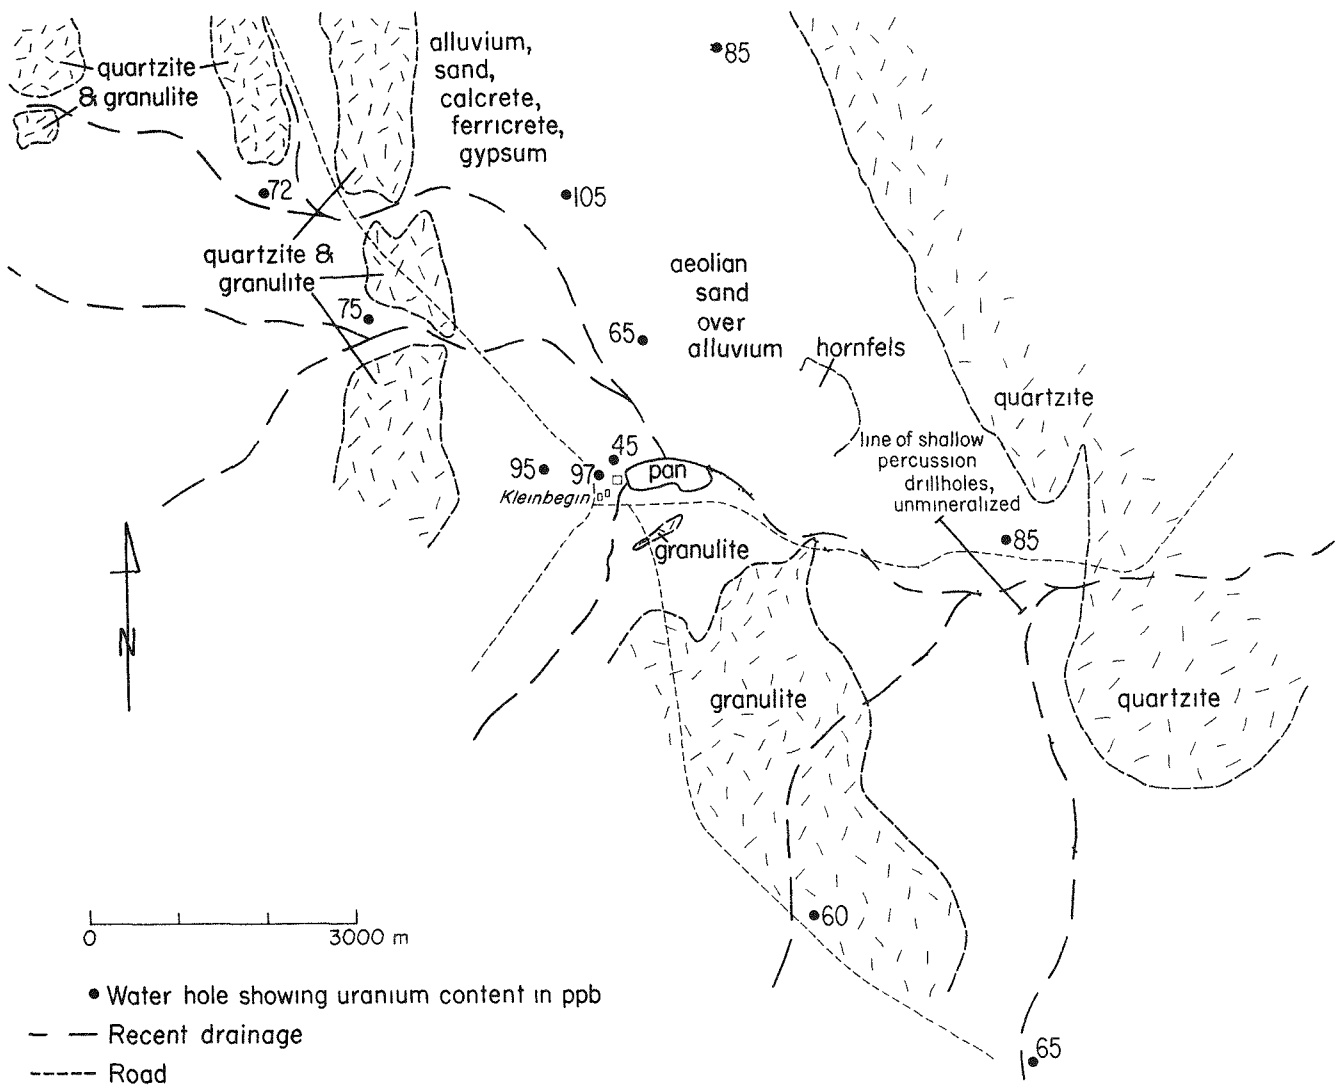 85
quartzite
& granulite
alluvium,
sand,
calcrete,
ferricrete,
gypsum
72
105
quartzite &
granulite
75
65
aeolian
sand
over
alluvium
hornfels
quartzite
line of shallow
percussion
drillholes,
unmineralized
45
95
97
pan
Kleinbegin
granulite
85
N
granulite
quartzite
60
65
0
3000 m
Water hole showing uranium content in ppb
Recent drainage
Road